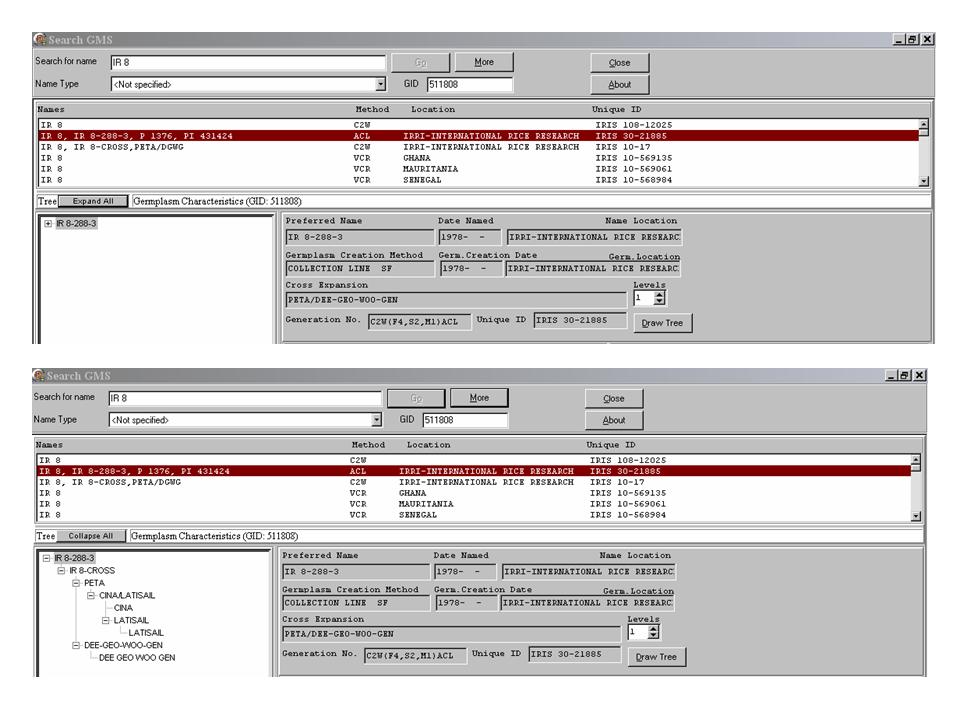 Search GMS
Search for name IR 8 Go More Close
Name Type <Not specified> GID 511808 About
Names Method Location Unique ID
IR 8 C2W IRIS 108-12025
IR 8, IR 8-288-3, P 1376, PI 431424 ACL IRRI-INTERNATIONAL RICE RESEARCH IRIS 30-21885
IR 8, IR 8-CROSS,PETA/DGWG C2W IRRI-INTERNATIONAL RICE RESEARCH IRIS 10-17
IR 8 VCR GHANA IRIS 10-569135
IR 8 VCR MAURITANIA IRIS 10-569061
IR 8 VCR SENEGAL IRIS 10-568984
Tree Expand All Germplasm Characteristics (GID: 511808)
IR 8-288-3
Preferred Name Date Named Name Location
IR 8-288-3 1978- - IRRI-INTERNATIONAL RICE RESEARC
Germplasm Creation Method Germ.Creation Date Germ.Location
COLLECTION LINE SF 1978- - IRRI-INTERNATIONAL RICE RESEARC
Cross Expansion Levels
PETA/DEE-GEO-WOO-GEN 1
Generation No. C2W(F4,S2,M1)ACL Unique ID IRIS 30-21885 Draw Tree
Search GMS
Search for name IR 8 Go More Close
Name Type <Not specified> GID 511808 About
Names Method Location Unique ID
IR 8 C2W IRIS 108-12025
IR 8, IR 8-288-3, P 1376, PI 431424 ACL IRRI-INTERNATIONAL RICE RESEARCH IRIS 30-21885
IR 8, IR 8-CROSS,PETA/DGWG C2W IRRI-INTERNATIONAL RICE RESEARCH IRIS 10-17
IR 8 VCR GHANA IRIS 10-569135
IR 8 VCR MAURITANIA IRIS 10-569061
IR 8 VCR SENEGAL IRIS 10-568984
Tree Collapse All Germplasm Characteristics (GID: 511808)
IR 8-288-3
IR 8-CROSS
PETA
CINA/LATISAIL
CINA
LATISAIL
LATISAIL
DEE-GEO-WOO-GEN
DEE GEO WOO GEN
Preferred Name Date Named Name Location
IR 8-288-3 1978- - IRRI-INTERNATIONAL RICE RESEARC
Germplasm Creation Method Germ.Creation Date Germ.Location
COLLECTION LINE SF 1978- - IRRI-INTERNATIONAL RICE RESEARC
Cross Expansion Levels
PETA/DEE-GEO-WOO-GEN 1
Generation No. C2W(F4,S2,M1)ACL Unique ID IRIS 30-21885 Draw Tree